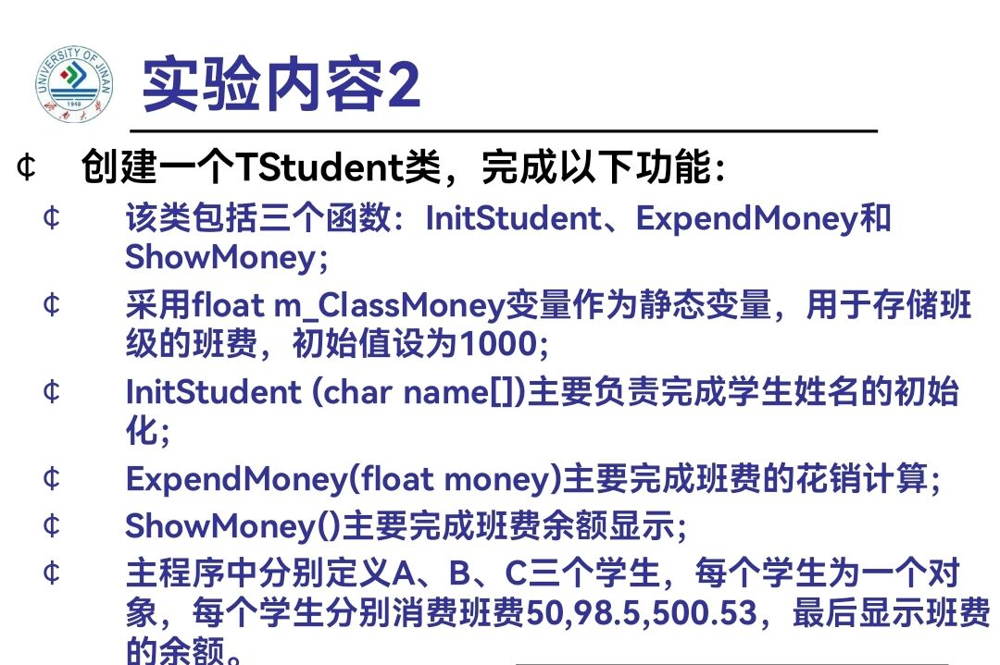 UNIVERSITY OF JINAN
1948
济南大学
实验内容2
¢ 创建一个TStudent类，完成以下功能：
¢ 该类包括三个函数：InitStudent、ExpendMoney和
ShowMoney；
¢ 采用float m_ClassMoney变量作为静态变量，用于存储班
级的班费，初始值设为1000；
¢ InitStudent (char name[])主要负责完成学生姓名的初始
化；
¢ ExpendMoney(float money)主要完成班费的花销计算；
¢ ShowMoney()主要完成班费余额显示；
¢ 主程序中分别定义A、B、C三个学生，每个学生为一个对
象，每个学生分别消费班费50,98.5,500.53，最后显示班费
的余额。